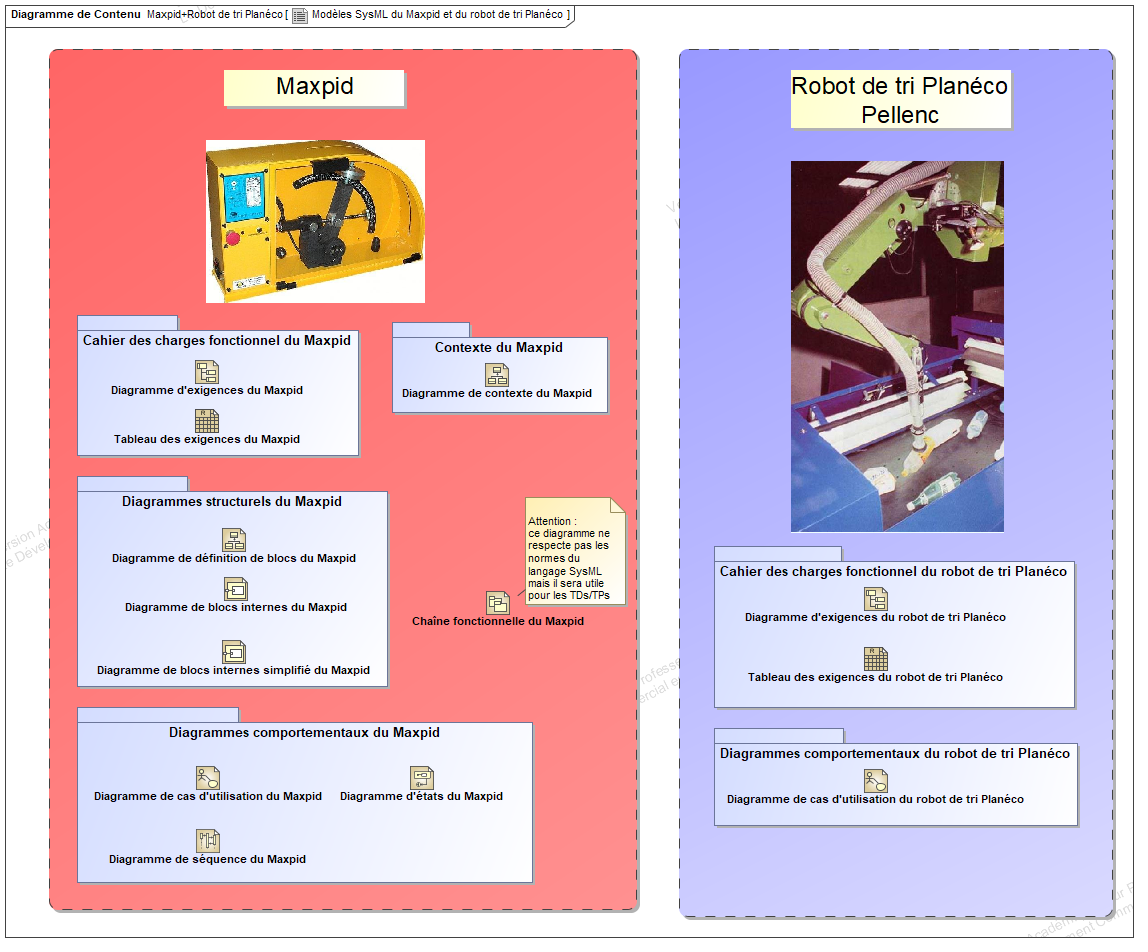 Diagramme de Contenu Maxpid+Robot de tri Planéco [ Modèles SysML du Maxpid et du robot de tri Planéco ]
Maxpid
Cahier des charges fonctionnel du Maxpid
Diagramme d'exigences du Maxpid
Tableau des exigences du Maxpid
Contexte du Maxpid
Diagramme de contexte du Maxpid
Diagrammes structurels du Maxpid
Diagramme de définition de blocs du Maxpid
Diagramme de blocs internes du Maxpid
Diagramme de blocs internes simplifié du Maxpid
Attention :
ce diagramme ne
respecte pas les
normes du
langage SysML
mais il sera utile
pour les TDs/TPs
Chaîne fonctionnelle du Maxpid
Diagrammes comportementaux du Maxpid
Diagramme de cas d'utilisation du Maxpid
Diagramme d'états du Maxpid
Diagramme de séquence du Maxpid
Robot de tri Planéco
Pellenc
Cahier des charges fonctionnel du robot de tri Planéco
Diagramme d'exigences du robot de tri Planéco
Tableau des exigences du robot de tri Planéco
Diagrammes comportementaux du robot de tri Planéco
Diagramme de cas d'utilisation du robot de tri Planéco